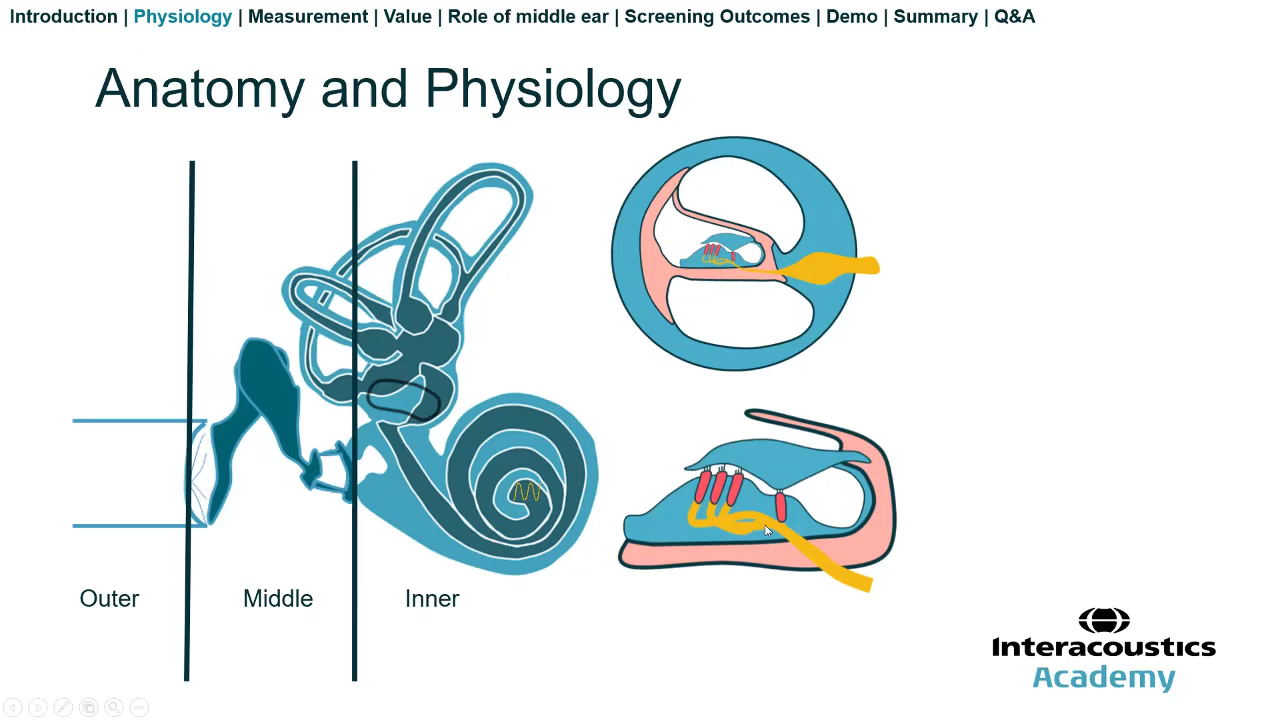 Introduction | Physiology | Measurement | Value | Role of middle ear | Screening Outcomes | Demo | Summary | Q&A
Anatomy and Physiology
Outer
Middle
Inner
Interacoustics
Academy